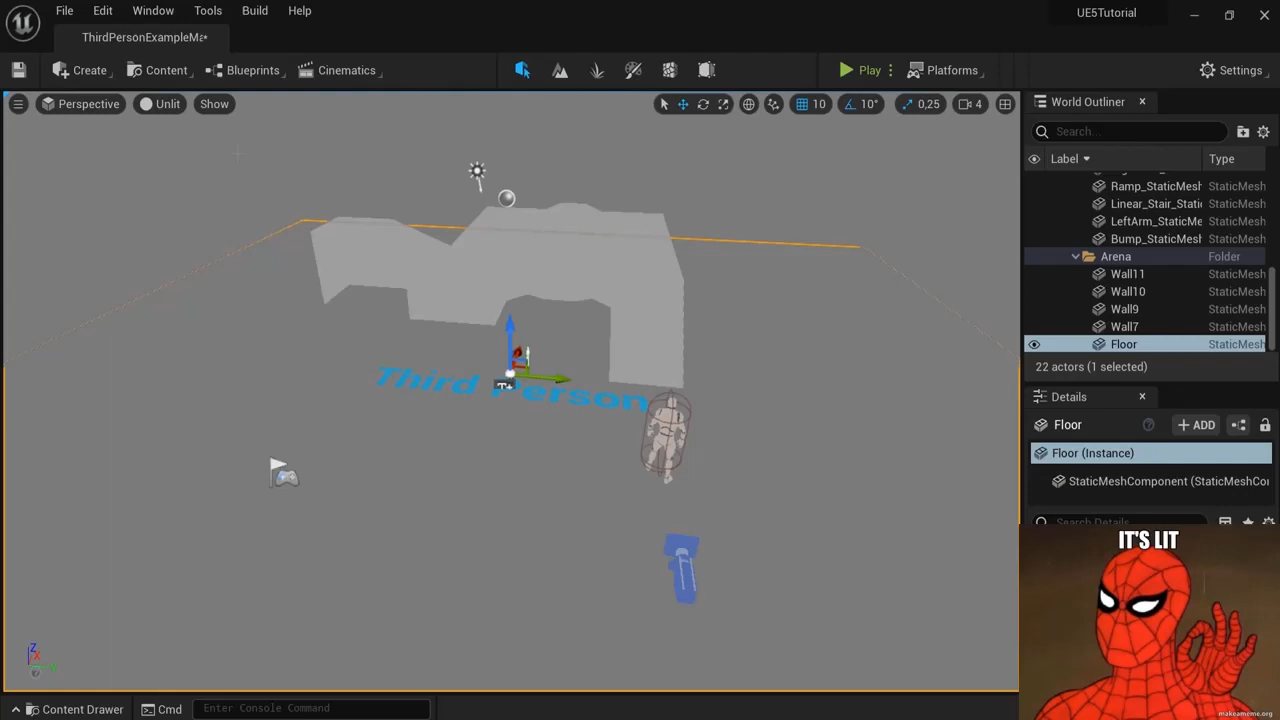 File Edit Window Tools Build Help
UE5Tutorial
ThirdPersonExampleMa*
Create Content Blueprints Cinematics Play Platforms Settings
Perspective Unlit Show 10 10° 0,25 4
World Outliner
Search...
Label Type
Ramp_StaticMesh StaticMesh
Linear_Stair_Static StaticMesh
LeftArm_StaticMe StaticMesh
Bump_StaticMesh StaticMesh
Arena Folder
Wall11 StaticMesh
Wall10 StaticMesh
Wall9 StaticMesh
Wall7 StaticMesh
Floor StaticMesh
22 actors (1 selected)
Details
Floor + ADD
Floor (Instance)
StaticMeshComponent (StaticMeshCo
Search Details
Third Person
IT'S LIT
Z
X
Y
makeameme.org
Content Drawer Cmd Enter Console Command